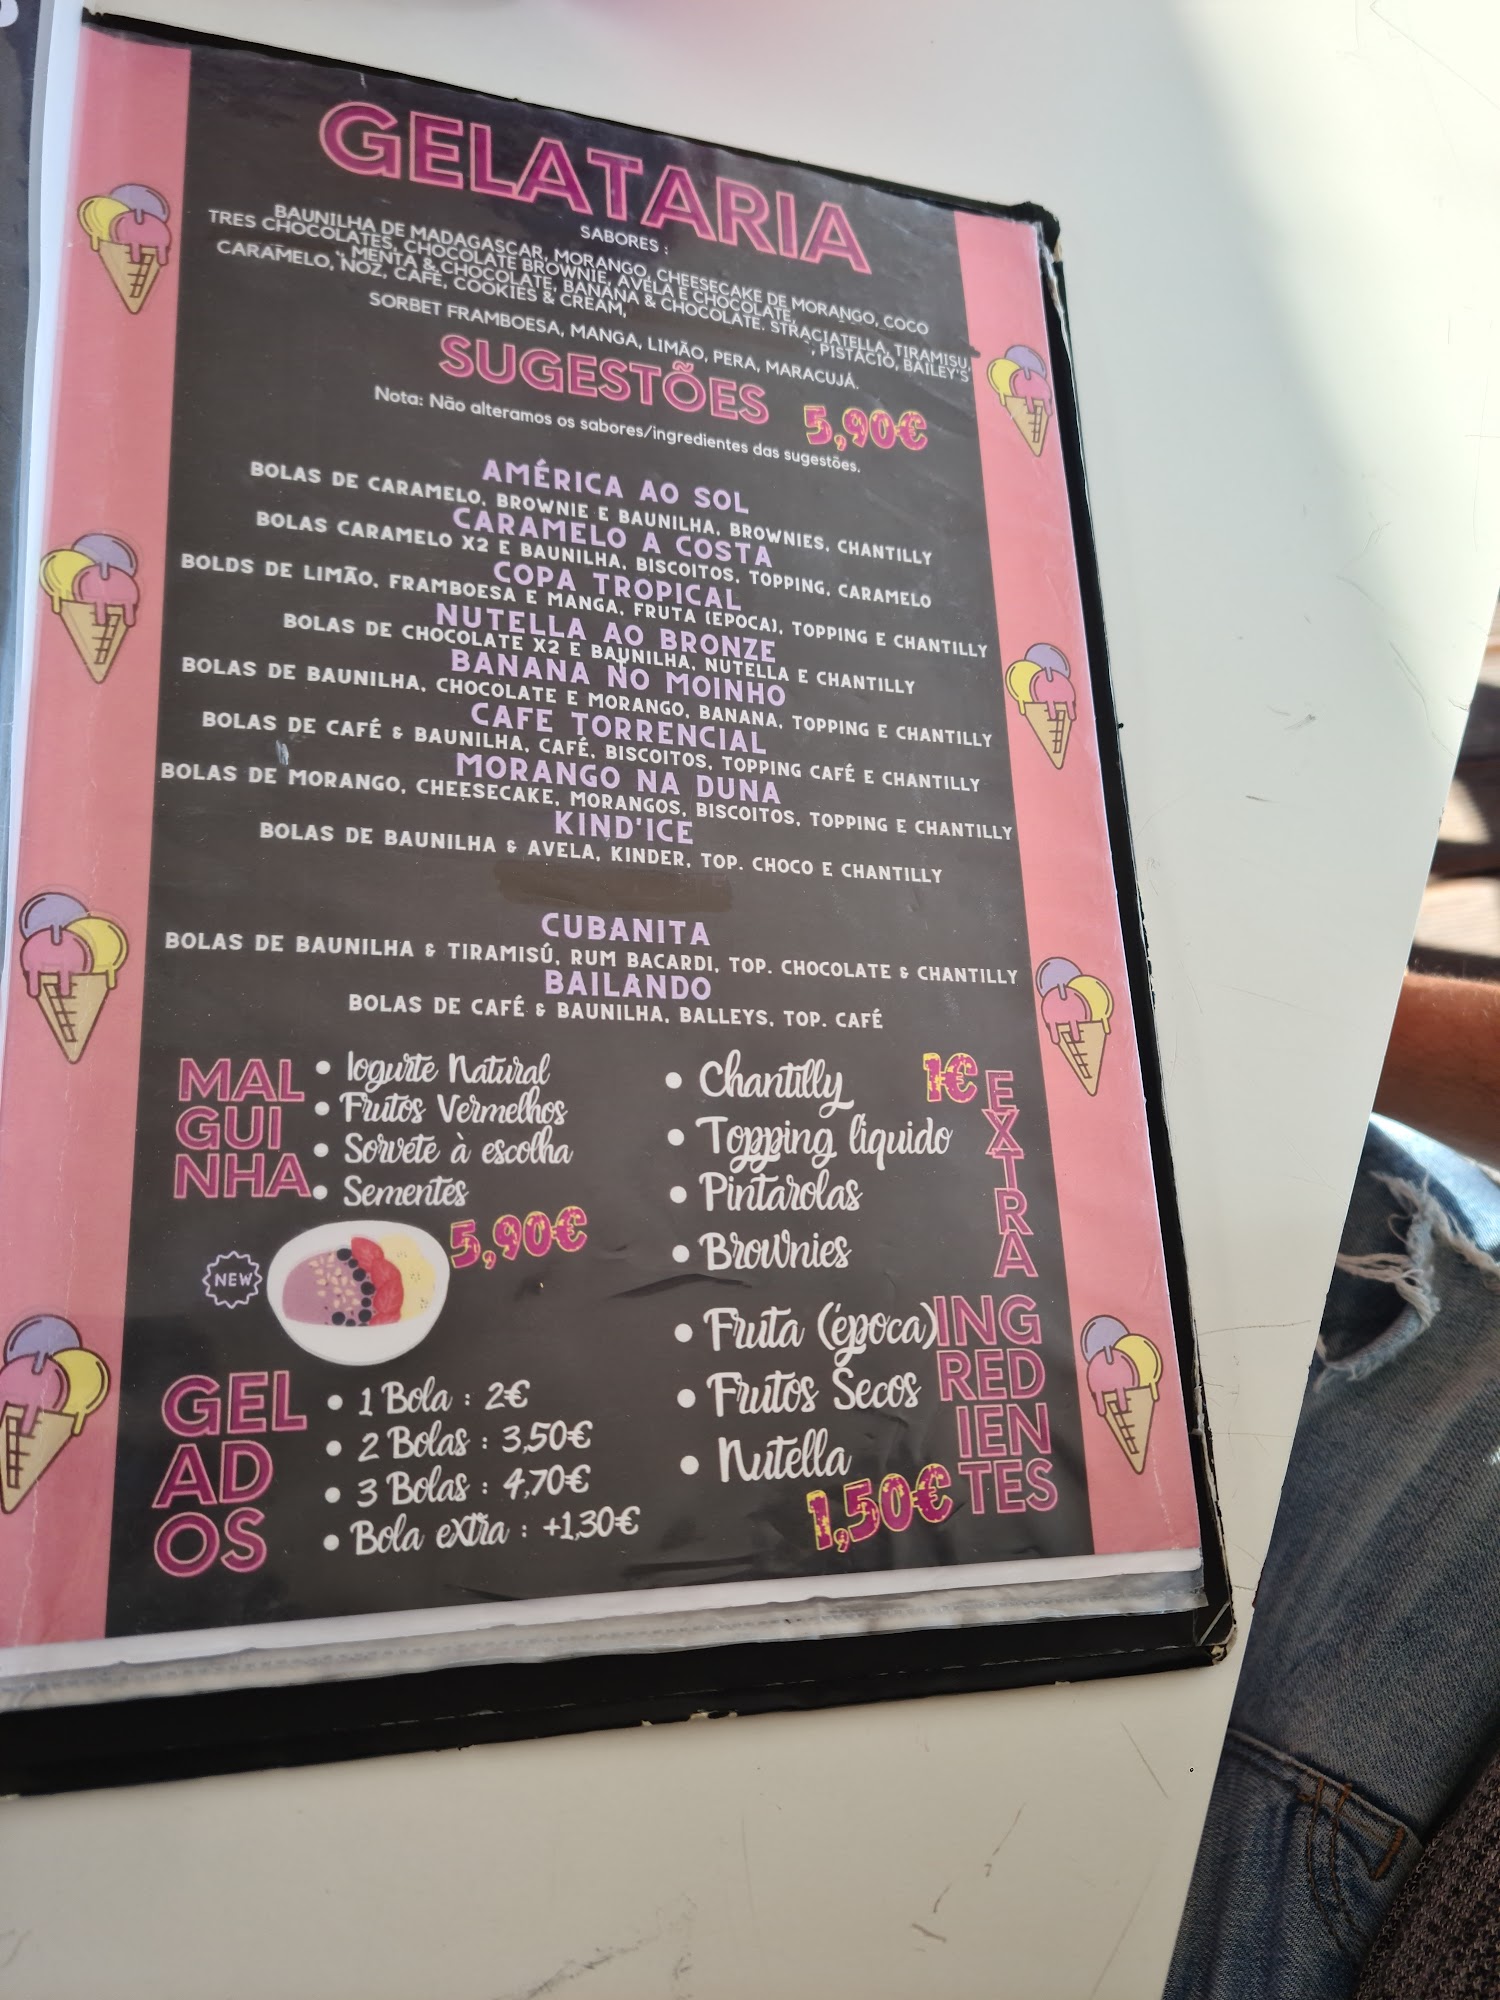 GELATARIA
SABORES :
BAUNILHA DE MADAGASCAR, MORANGO, CHEESECAKE DE MORANGO, COCO
TRES CHOCOLATES, CHOCOLATE BROWNIE, AVELA E CHOCOLATE,
MENTA & CHOCOLATE, BANANA & CHOCOLATE. STRACIATELLA, TIRAMISU,
CARAMELO, NOZ, CAFÉ, COOKIES & CREAM, , PISTACIO, BAILEY'S
SORBET FRAMBOESA, MANGA, LIMÃO, PERA, MARACUJÁ.
SUGESTÕES 5,90€
Nota: Não alteramos os sabores/ingredientes das sugestões.
AMÉRICA AO SOL
BOLAS DE CARAMELO, BROWNIE E BAUNILHA, BROWNIES, CHANTILLY
CARAMELO A COSTA
BOLAS CARAMELO X2 E BAUNILHA, BISCOITOS, TOPPING, CARAMELO
COPA TROPICAL
BOLDS DE LIMÃO, FRAMBOESA E MANGA, FRUTA (EPOCA), TOPPING E CHANTILLY
NUTELLA AO BRONZE
BOLAS DE CHOCOLATE X2 E BAUNILHA, NUTELLA E CHANTILLY
BANANA NO MOINHO
BOLAS DE BAUNILHA, CHOCOLATE E MORANGO, BANANA, TOPPING E CHANTILLY
CAFE TORRENCIAL
BOLAS DE CAFÉ & BAUNILHA, CAFÉ, BISCOITOS, TOPPING CAFÉ E CHANTILLY
MORANGO NA DUNA
BOLAS DE MORANGO, CHEESECAKE, MORANGOS, BISCOITOS, TOPPING E CHANTILLY
KIND'ICE
BOLAS DE BAUNILHA & AVELA, KINDER, TOP. CHOCO E CHANTILLY
CUBANITA
BOLAS DE BAUNILHA & TIRAMISÚ, RUM BACARDI, TOP. CHOCOLATE & CHANTILLY
BAILANDO
BOLAS DE CAFÉ & BAUNILHA, BALLEYS, TOP. CAFÉ
MAL
GUI
NHA
• Iogurte Natural
• Frutos Vermelhos
• Sorvete à escolha
• Sementes
5,90€
NEW
GEL
AD
OS
• 1 Bola : 2€
• 2 Bolas : 3,50€
• 3 Bolas : 4,70€
• Bola extra : +1,30€
• Chantilly
• Topping liquido
• Pintarolas
• Brownies
1€
EXTRA
• Fruta (época)
• Frutos Secos
• Nutella
1,50€
ING
RED
IEN
TES